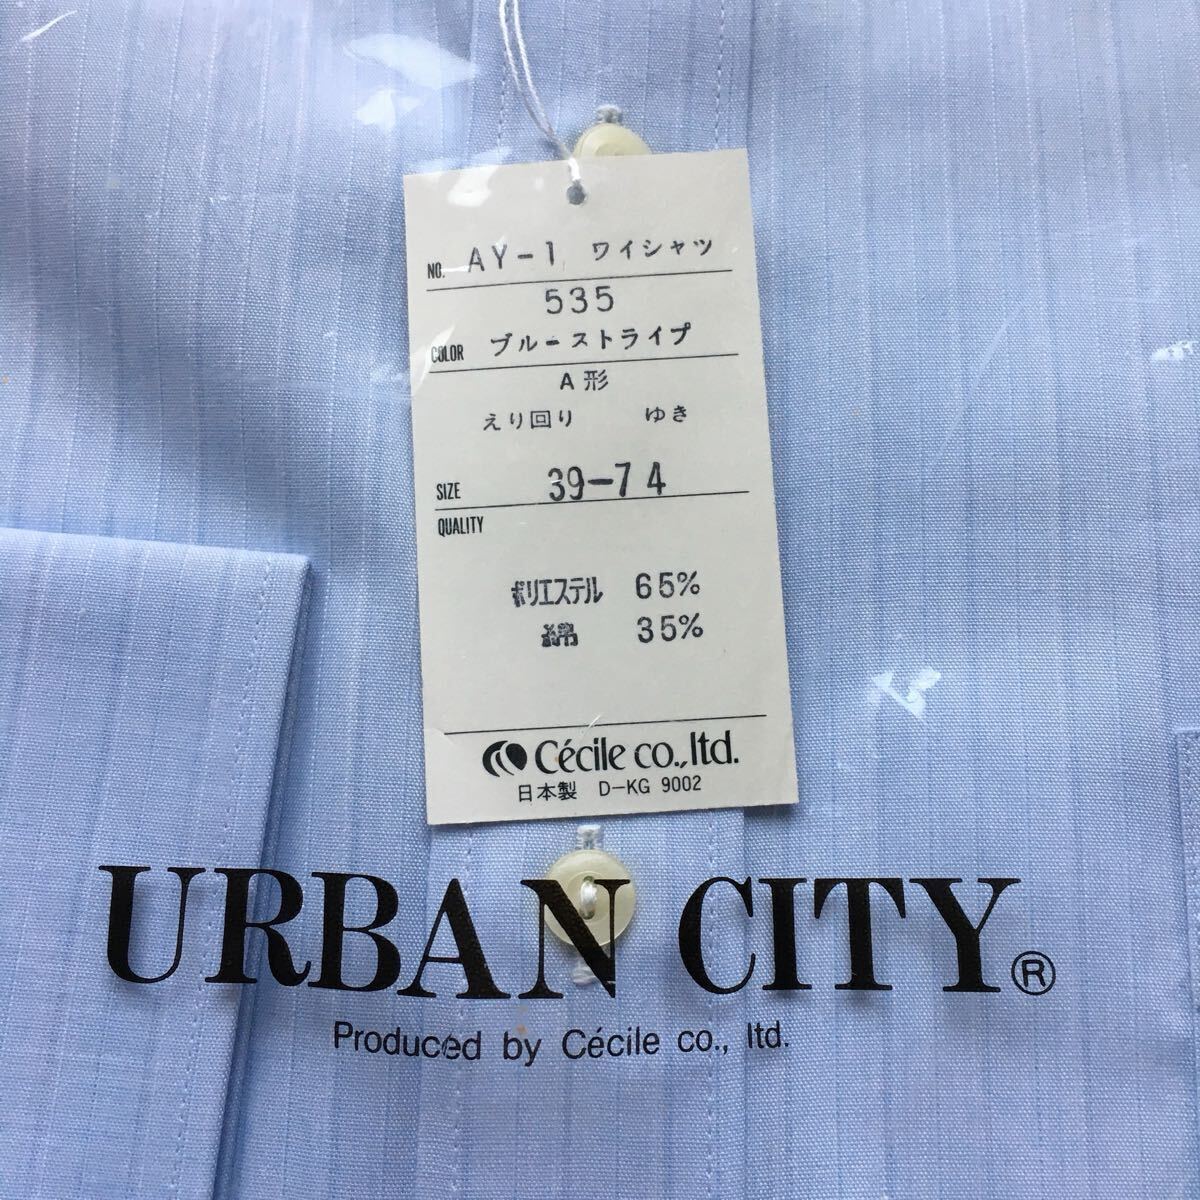 NO. AY-1 ワイシャツ
535
COLOR ブルーストライプ
A形
えり回り ゆき
SIZE 39-74
QUALITY
ポリエステル 65%
綿 35%
Cécile co.,ltd.
日本製 D-KG 9002
URBAN CITY®
Produced by Cécile co., ltd.